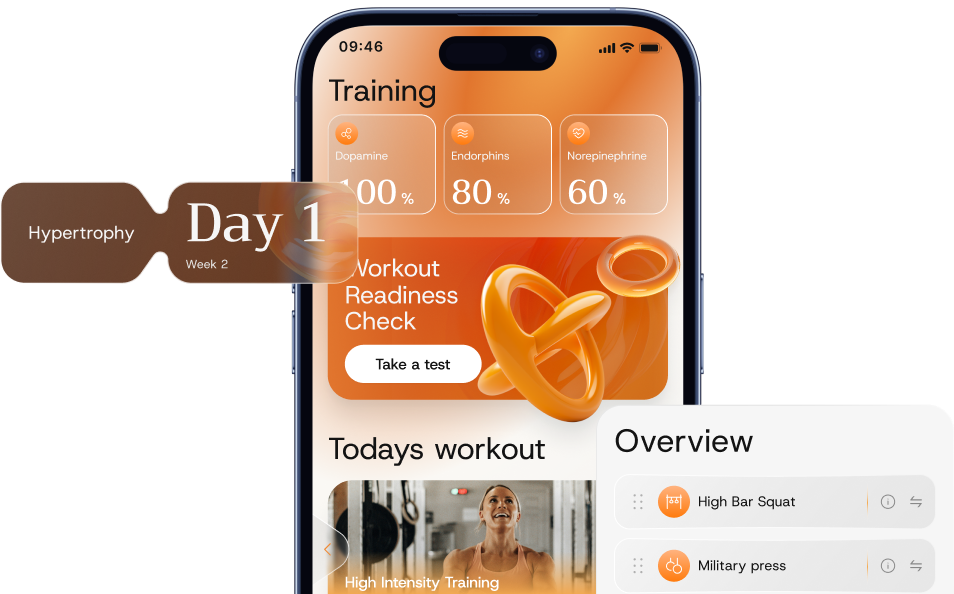 09:46
Training
Dopamine
Endorphins
Norepinephrine
100 %
80 %
60 %
Hypertrophy
Day 1
Week 2
Workout
Readiness
Check
Take a test
Todays workout
High Intensity Training
Overview
High Bar Squat
Military press